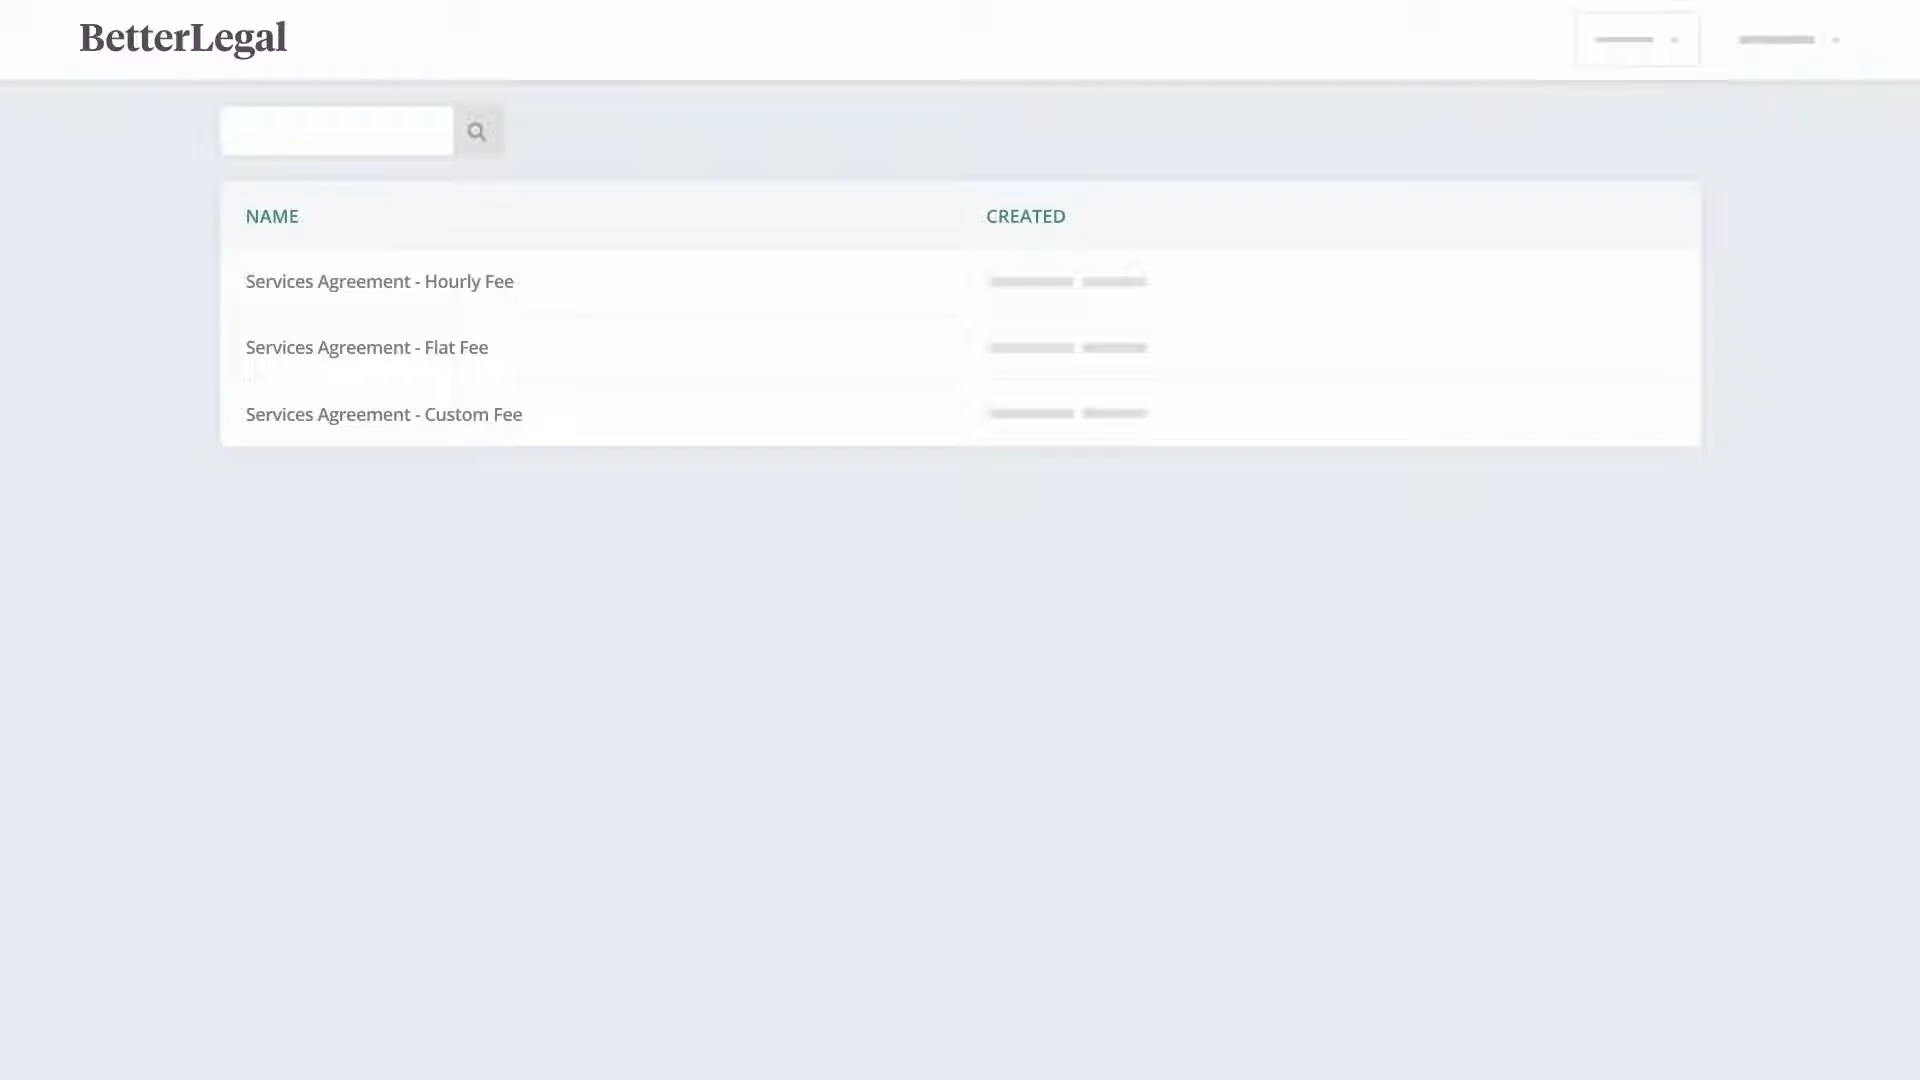 BetterLegal
NAME CREATED
Services Agreement - Hourly Fee
Services Agreement - Flat Fee
Services Agreement - Custom Fee